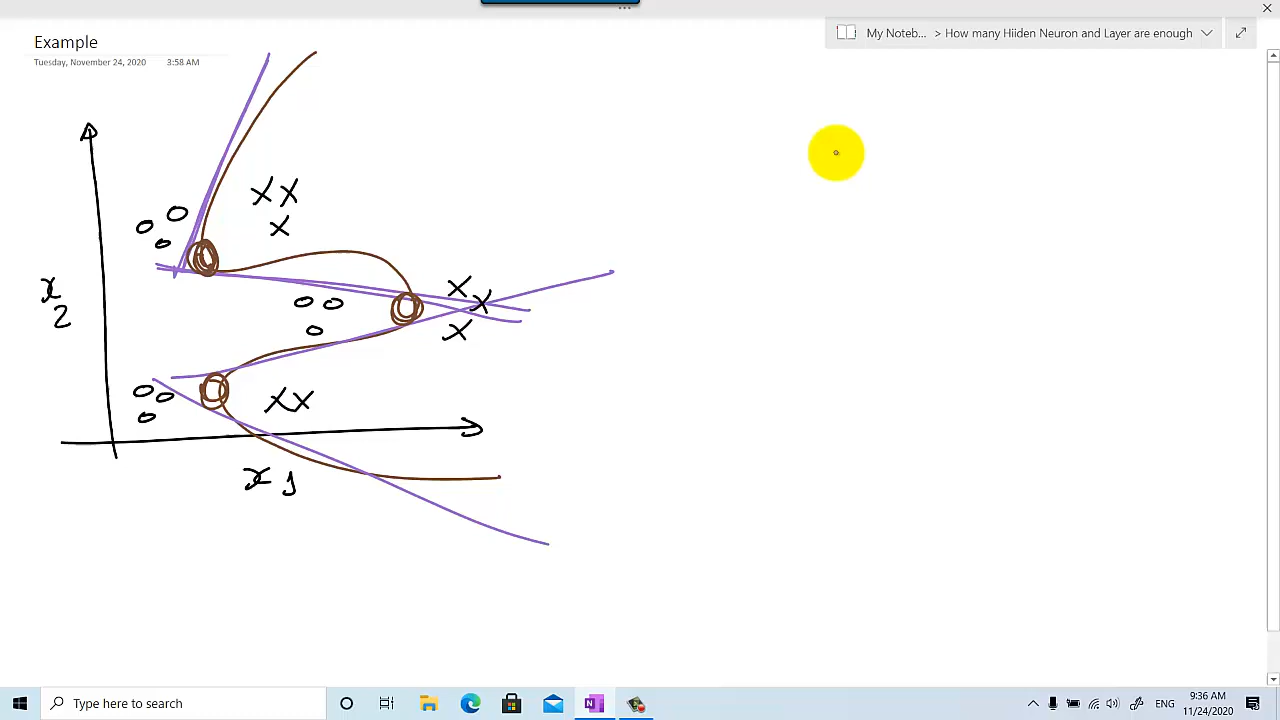 Example
Tuesday, November 24, 2020 3:58 AM
My Noteb... > How many Hiiden Neuron and Layer are enough
x x
x
x
2
x
x
x
x x
x 1
Type here to search
ENG
9:36 AM
11/24/2020